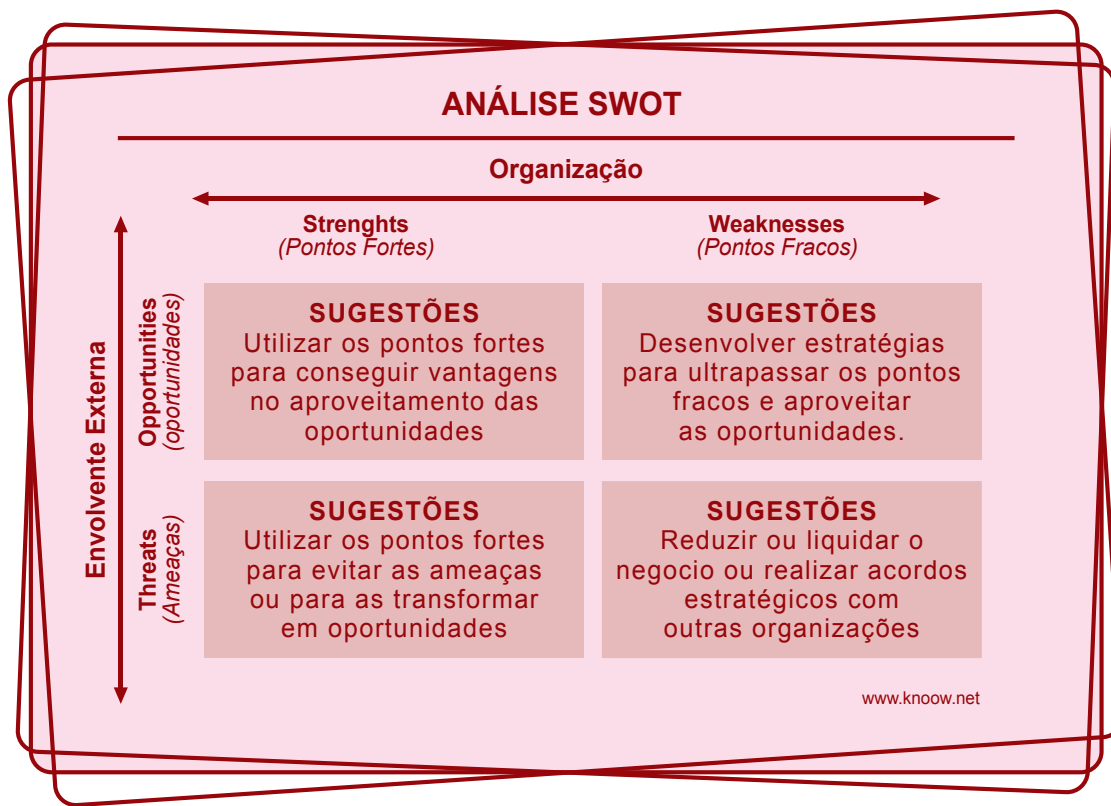 ANÁLISE SWOT
Organização
Strenghts
(Pontos Fortes)
Weaknesses
(Pontos Fracos)
Envolvente Externa
Opportunities
(oportunidades)
SUGESTÕES
Utilizar os pontos fortes
para conseguir vantagens
no aproveitamento das
oportunidades
SUGESTÕES
Desenvolver estratégias
para ultrapassar os pontos
fracos e aproveitar
as oportunidades.
Threats
(Ameaças)
SUGESTÕES
Utilizar os pontos fortes
para evitar as ameaças
ou para as transformar
em oportunidades
SUGESTÕES
Reduzir ou liquidar o
negocio ou realizar acordos
estratégicos com
outras organizações
www.knoow.net